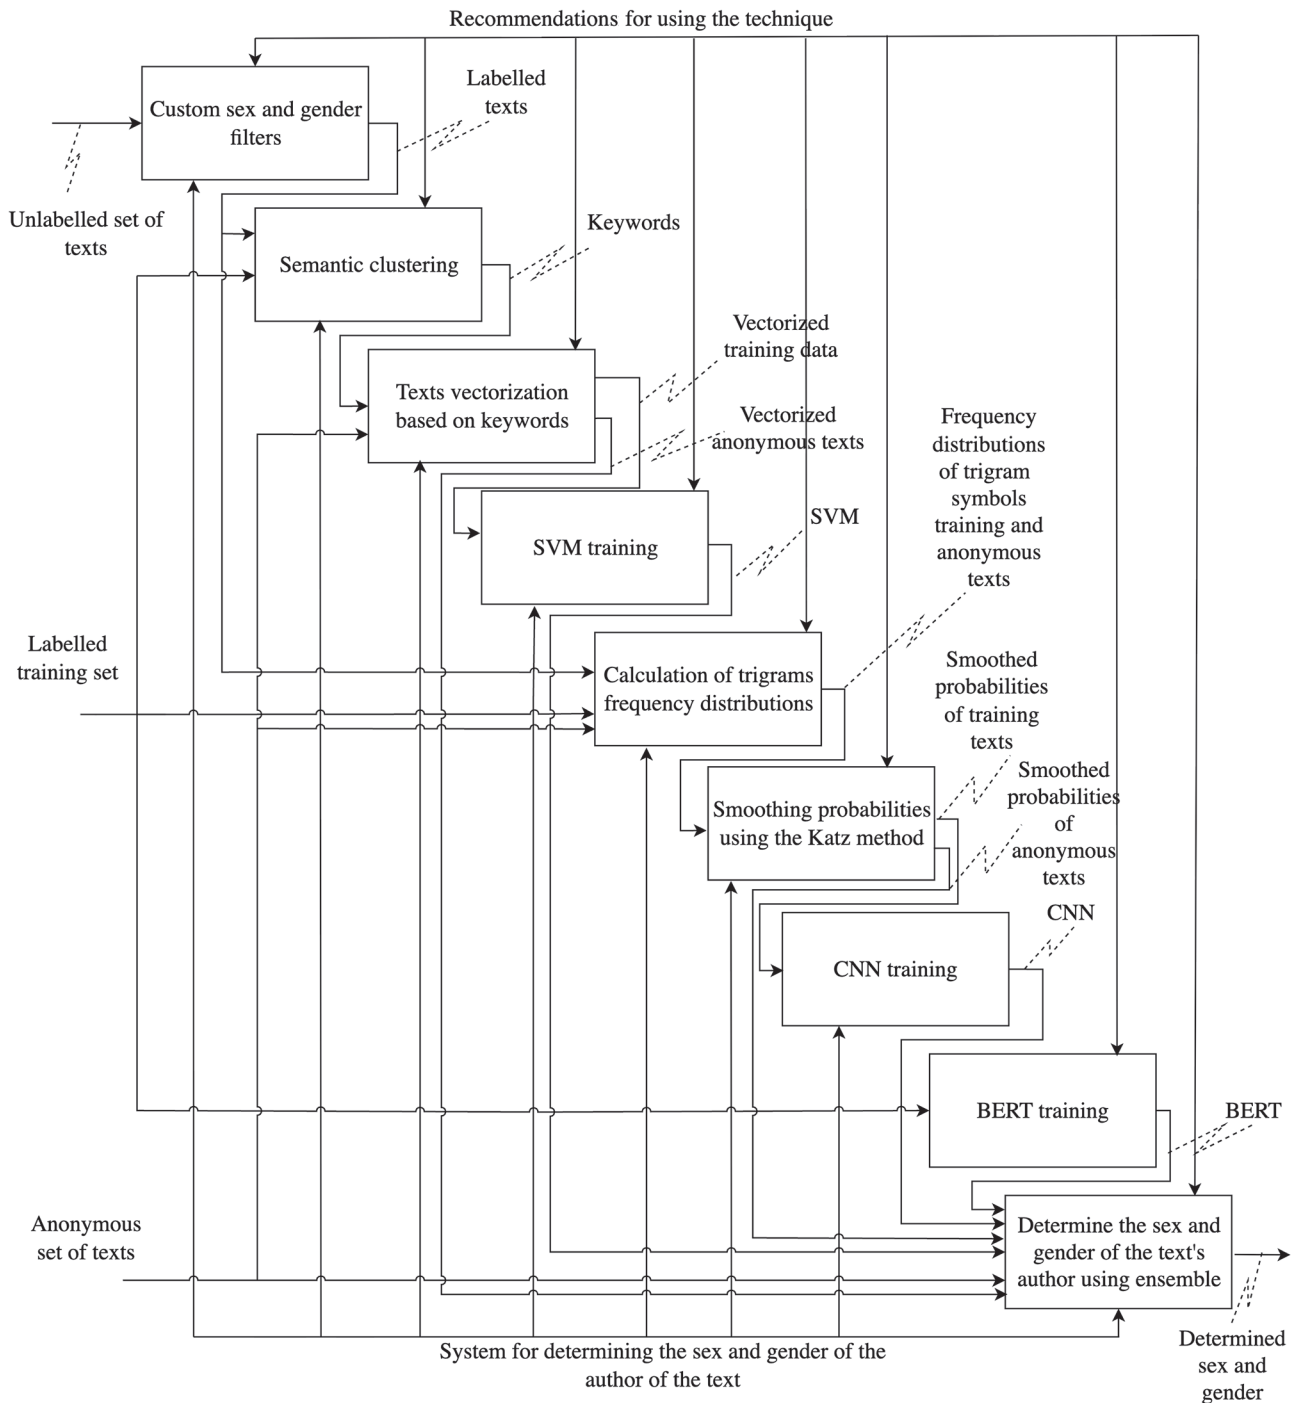 Recommendations for using the technique
Custom sex and gender
filters
Labelled
texts
Unlabelled set of
texts
Semantic clustering
Keywords
Texts vectorization
based on keywords
Vectorized
training data
Vectorized
anonymous texts
Frequency
distributions
of trigram
symbols
training and
anonymous
texts
SVM training
SVM
Labelled
training set
Calculation of trigrams
frequency distributions
Smoothed
probabilities
of training
texts
Smoothing probabilities
using the Katz method
Smoothed
probabilities
of
anonymous
texts
CNN training
CNN
BERT training
BERT
Anonymous
set of texts
Determine the sex and
gender of the text's
author using ensemble
Determined
sex and
gender
System for determining the sex and gender of the
author of the text